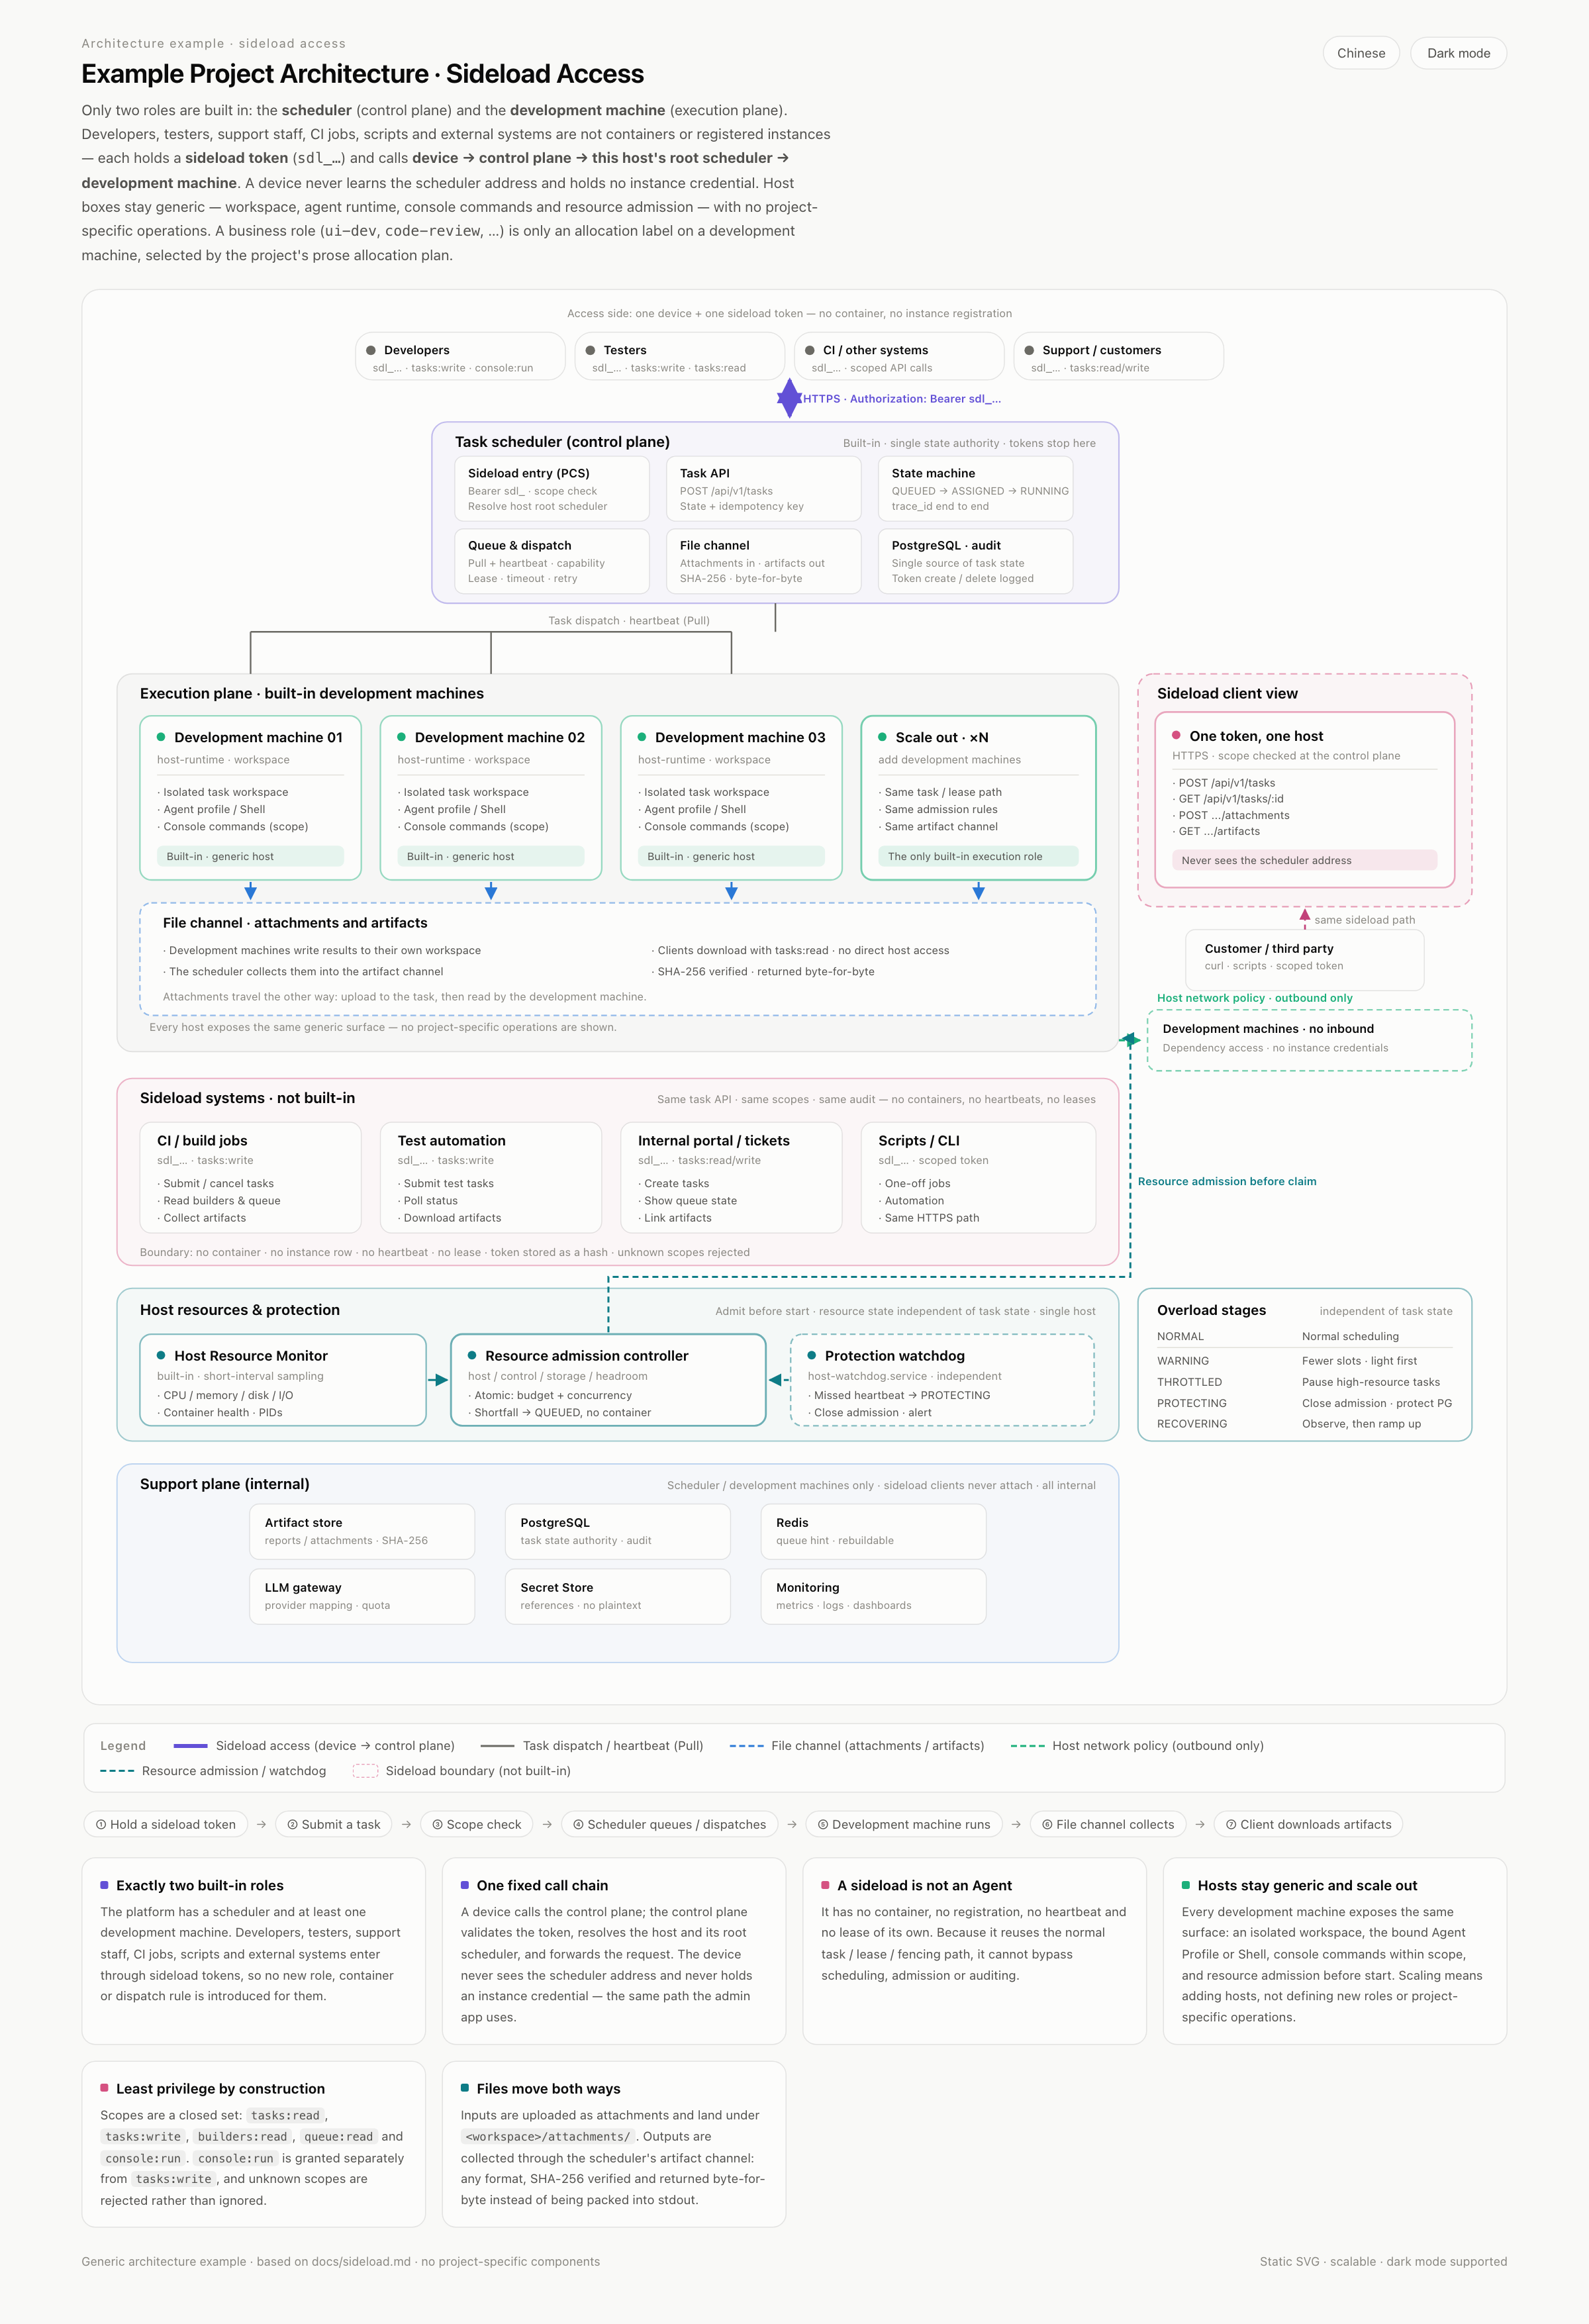 Architecture example · sideload access
Example Project Architecture · Sideload Access
Chinese
Dark mode
Only two roles are built in: the scheduler (control plane) and the development machine (execution plane).
Developers, testers, support staff, CI jobs, scripts and external systems are not containers or registered instances
— each holds a sideload token (sdl_…) and calls device → control plane → this host's root scheduler →
development machine. A device never learns the scheduler address and holds no instance credential. Host
boxes stay generic — workspace, agent runtime, console commands and resource admission — with no project-
specific operations. A business role (ui-dev, code-review, …) is only an allocation label on a development
machine, selected by the project's prose allocation plan.
Access side: one device + one sideload token — no container, no instance registration
Developers
sdl_… · tasks:write · console:run
Testers
sdl_… · tasks:write · tasks:read
CI / other systems
sdl_… · scoped API calls
Support / customers
sdl_… · tasks:read/write
HTTPS · Authorization: Bearer sdl_…
Task scheduler (control plane)
Built-in · single state authority · tokens stop here
Sideload entry (PCS)
Bearer sdl_ · scope check
Resolve host root scheduler
Task API
POST /api/v1/tasks
State + idempotency key
State machine
QUEUED → ASSIGNED → RUNNING
trace_id end to end
Queue & dispatch
Pull + heartbeat · capability
Lease · timeout · retry
File channel
Attachments in · artifacts out
SHA-256 · byte-for-byte
PostgreSQL · audit
Single source of task state
Token create / delete logged
Task dispatch · heartbeat (Pull)
Execution plane · built-in development machines
Development machine 01
host-runtime · workspace
· Isolated task workspace
· Agent profile / Shell
· Console commands (scope)
Built-in · generic host
Development machine 02
host-runtime · workspace
· Isolated task workspace
· Agent profile / Shell
· Console commands (scope)
Built-in · generic host
Development machine 03
host-runtime · workspace
· Isolated task workspace
· Agent profile / Shell
· Console commands (scope)
Built-in · generic host
Scale out · ×N
add development machines
· Same task / lease path
· Same admission rules
· Same artifact channel
The only built-in execution role
File channel · attachments and artifacts
· Development machines write results to their own workspace
· Clients download with tasks:read · no direct host access
· The scheduler collects them into the artifact channel
· SHA-256 verified · returned byte-for-byte
Attachments travel the other way: upload to the task, then read by the development machine.
Every host exposes the same generic surface — no project-specific operations are shown.
Sideload client view
One token, one host
HTTPS · scope checked at the control plane
· POST /api/v1/tasks
· GET /api/v1/tasks/:id
· POST …/attachments
· GET …/artifacts
Never sees the scheduler address
same sideload path
Customer / third party
curl · scripts · scoped token
Host network policy · outbound only
Development machines · no inbound
Dependency access · no instance credentials
Sideload systems · not built-in
Same task API · same scopes · same audit — no containers, no heartbeats, no leases
CI / build jobs
sdl_… · tasks:write
· Submit / cancel tasks
· Read builders & queue
· Collect artifacts
Test automation
sdl_… · tasks:write
· Submit test tasks
· Poll status
· Download artifacts
Internal portal / tickets
sdl_… · tasks:read/write
· Create tasks
· Show queue state
· Link artifacts
Scripts / CLI
sdl_… · scoped token
· One-off jobs
· Automation
· Same HTTPS path
Boundary: no container · no instance row · no heartbeat · no lease · token stored as a hash · unknown scopes rejected
Resource admission before claim
Host resources & protection
Admit before start · resource state independent of task state · single host
Host Resource Monitor
built-in · short-interval sampling
· CPU / memory / disk / I/O
· Container health · PIDs
Resource admission controller
host / control / storage / headroom
· Atomic: budget + concurrency
· Shortfall → QUEUED, no container
Protection watchdog
host-watchdog.service · independent
· Missed heartbeat → PROTECTING
· Close admission · alert
Overload stages
independent of task state
NORMAL
Normal scheduling
WARNING
Fewer slots · light first
THROTTLED
Pause high-resource tasks
PROTECTING
Close admission · protect PG
RECOVERING
Observe, then ramp up
Support plane (internal)
Scheduler / development machines only · sideload clients never attach · all internal
Artifact store
reports / attachments · SHA-256
PostgreSQL
task state authority · audit
Redis
queue hint · rebuildable
LLM gateway
provider mapping · quota
Secret Store
references · no plaintext
Monitoring
metrics · logs · dashboards
Legend
Sideload access (device → control plane)
Task dispatch / heartbeat (Pull)
File channel (attachments / artifacts)
Host network policy (outbound only)
Resource admission / watchdog
Sideload boundary (not built-in)
① Hold a sideload token → ② Submit a task → ③ Scope check → ④ Scheduler queues / dispatches → ⑤ Development machine runs → ⑥ File channel collects → ⑦ Client downloads artifacts
Exactly two built-in roles
The platform has a scheduler and at least one
development machine. Developers, testers, support
staff, CI jobs, scripts and external systems enter
through sideload tokens, so no new role, container
or dispatch rule is introduced for them.
One fixed call chain
A device calls the control plane; the control plane
validates the token, resolves the host and its root
scheduler, and forwards the request. The device
never sees the scheduler address and never holds
an instance credential — the same path the admin
app uses.
A sideload is not an Agent
It has no container, no registration, no heartbeat and
no lease of its own. Because it reuses the normal
task / lease / fencing path, it cannot bypass
scheduling, admission or auditing.
Hosts stay generic and scale out
Every development machine exposes the same
surface: an isolated workspace, the bound Agent
Profile or Shell, console commands within scope,
and resource admission before start. Scaling means
adding hosts, not defining new roles or project-
specific operations.
Least privilege by construction
Scopes are a closed set: tasks:read,
tasks:write, builders:read, queue:read and
console:run. console:run is granted separately
from tasks:write, and unknown scopes are
rejected rather than ignored.
Files move both ways
Inputs are uploaded as attachments and land under
<workspace>/attachments/. Outputs are
collected through the scheduler's artifact channel:
any format, SHA-256 verified and returned byte-for-
byte instead of being packed into stdout.
Generic architecture example · based on docs/sideload.md · no project-specific components
Static SVG · scalable · dark mode supported